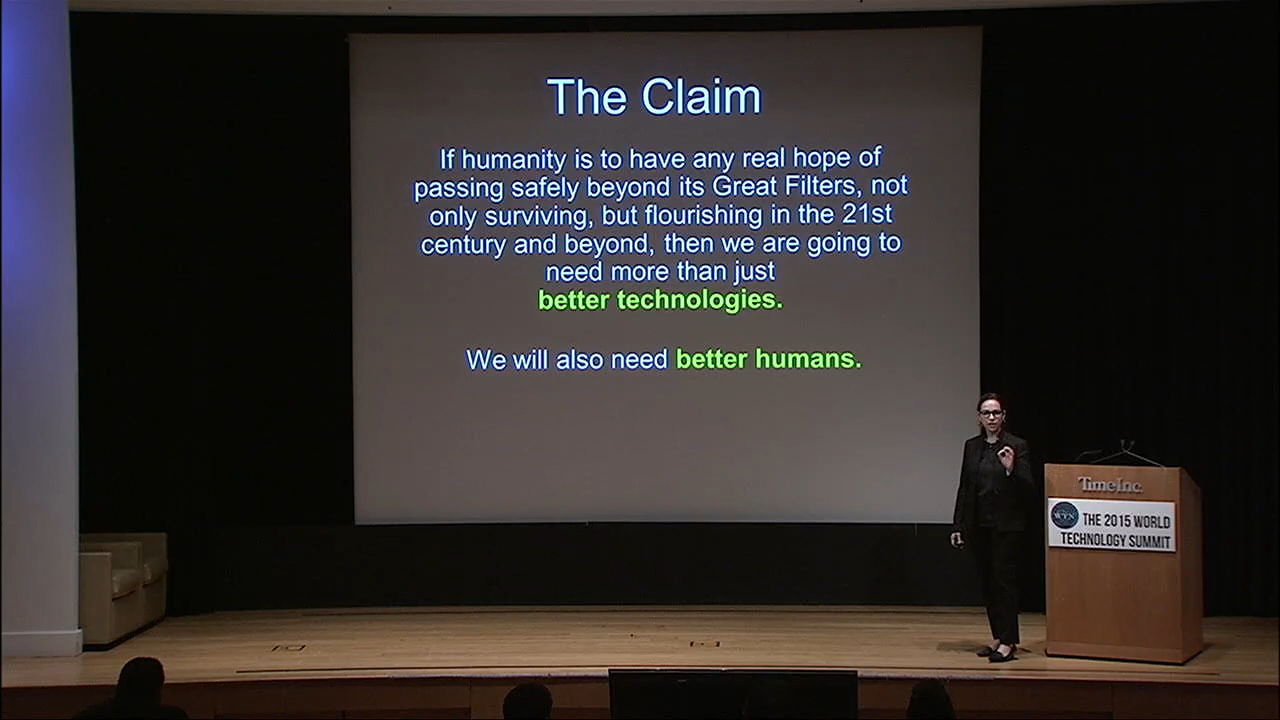 The Claim
If humanity is to have any real hope of
passing safely beyond its Great Filters, not
only surviving, but flourishing in the 21st
century and beyond, then we are going to
need more than just
better technologies.
We will also need better humans.
TimeInc.
WTN
THE 2015 WORLD
TECHNOLOGY SUMMIT